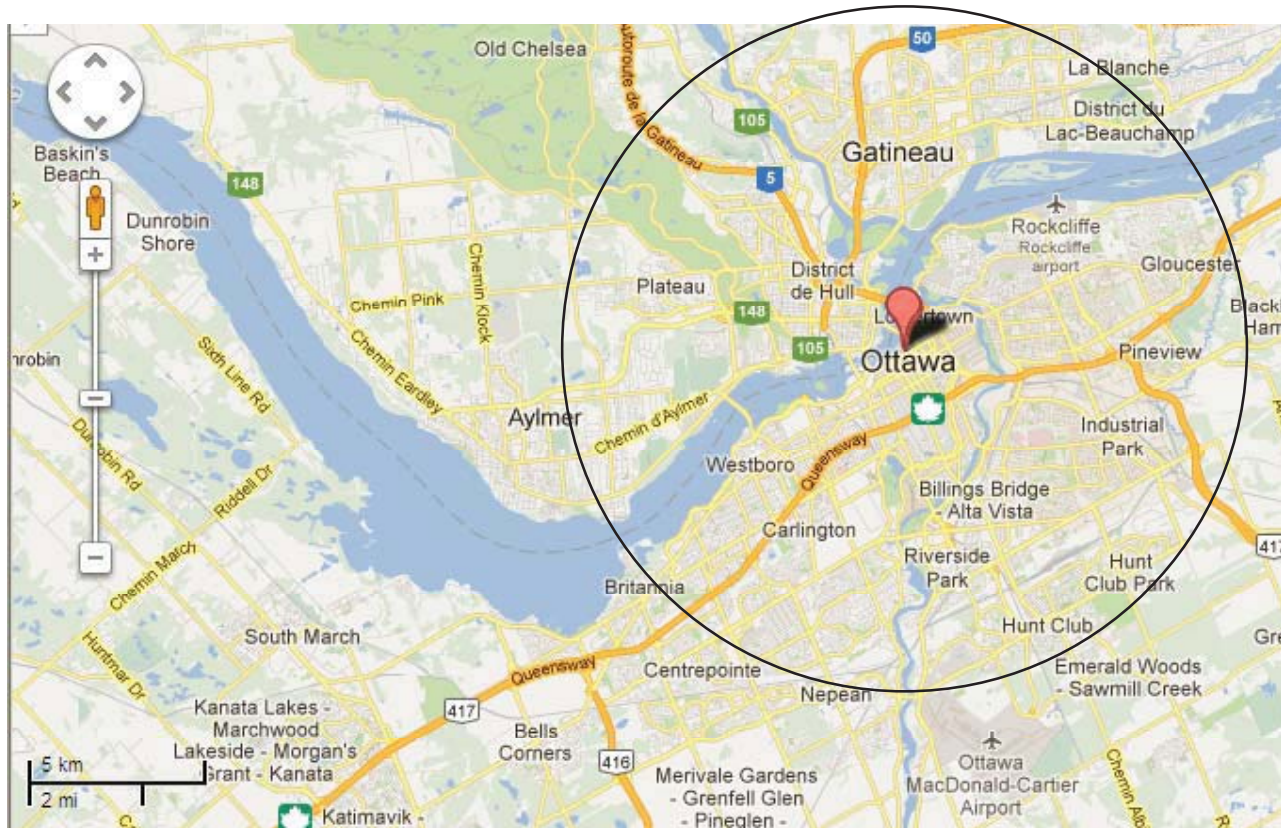 50
Old Chelsea
Autoroute de la Gatineau
La Blanche
District du
Lac-Beauchamp
105
Gatineau
Baskin's
Beach
5
148
Dunrobin
Shore
Rockcliffe
Rockcliffe
airport
Chemin Klock
Plateau
District
de Hull
Gloucester
Chemin Pink
148
105
Ottawa
Pineview
Sixth Line Rd
Chemin Eardley
Aylmer
Chemin d'Aylmer
Industrial
Park
Dunrobin Rd
Riddell Dr
Westboro
Queensway
Billings Bridge
- Alta Vista
Carlington
Chemin March
Riverside
Park
Hunt
Club Park
417
Britannia
South March
Hunt Club
Huntmar Dr
Queensway
Centrepointe
Emerald Woods
- Sawmill Creek
Nepean
Kanata Lakes -
Marchwood
Lakeside - Morgan's
Grant - Kanata
417
Bells
Corners
416
5 km
2 mi
Merivale Gardens
- Grenfell Glen
- Pineglen -
Ottawa
MacDonald-Cartier
Airport
Katimavik -